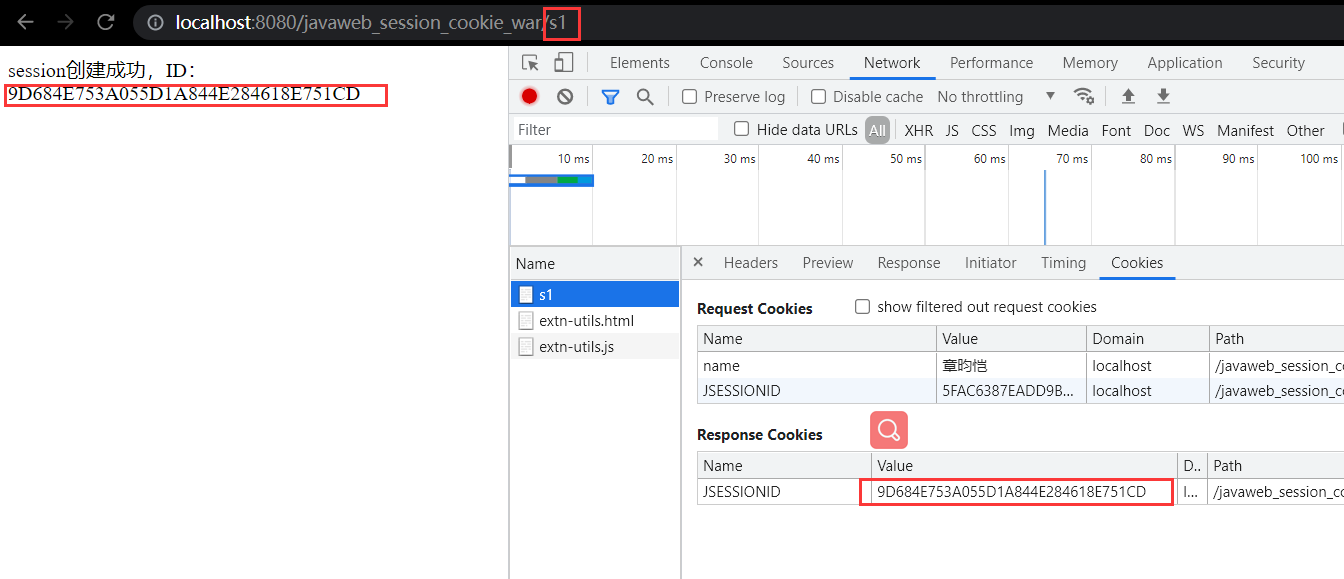 localhost:8080/javaweb_session_cookie_war/s1
session创建成功，ID：
9D684E753A055D1A844E284618E751CD
Elements Console Sources Network Performance Memory Application Security
Preserve log Disable cache No throttling
Filter Hide data URLs All XHR JS CSS Img Media Font Doc WS Manifest Other
10 ms 20 ms 30 ms 40 ms 50 ms 60 ms 70 ms 80 ms 90 ms 100 ms
Name
s1
extn-utils.html
extn-utils.js
× Headers Preview Response Initiator Timing Cookies
Request Cookies show filtered out request cookies
Name Value Domain Path
name 章昀恺 localhost /javaweb_session_c
JSESSIONID 5FAC6387EADD9B... localhost /javaweb_session_c
Response Cookies
Name Value D.. Path
JSESSIONID 9D684E753A055D1A844E284618E751CD l... /javaweb_session_c